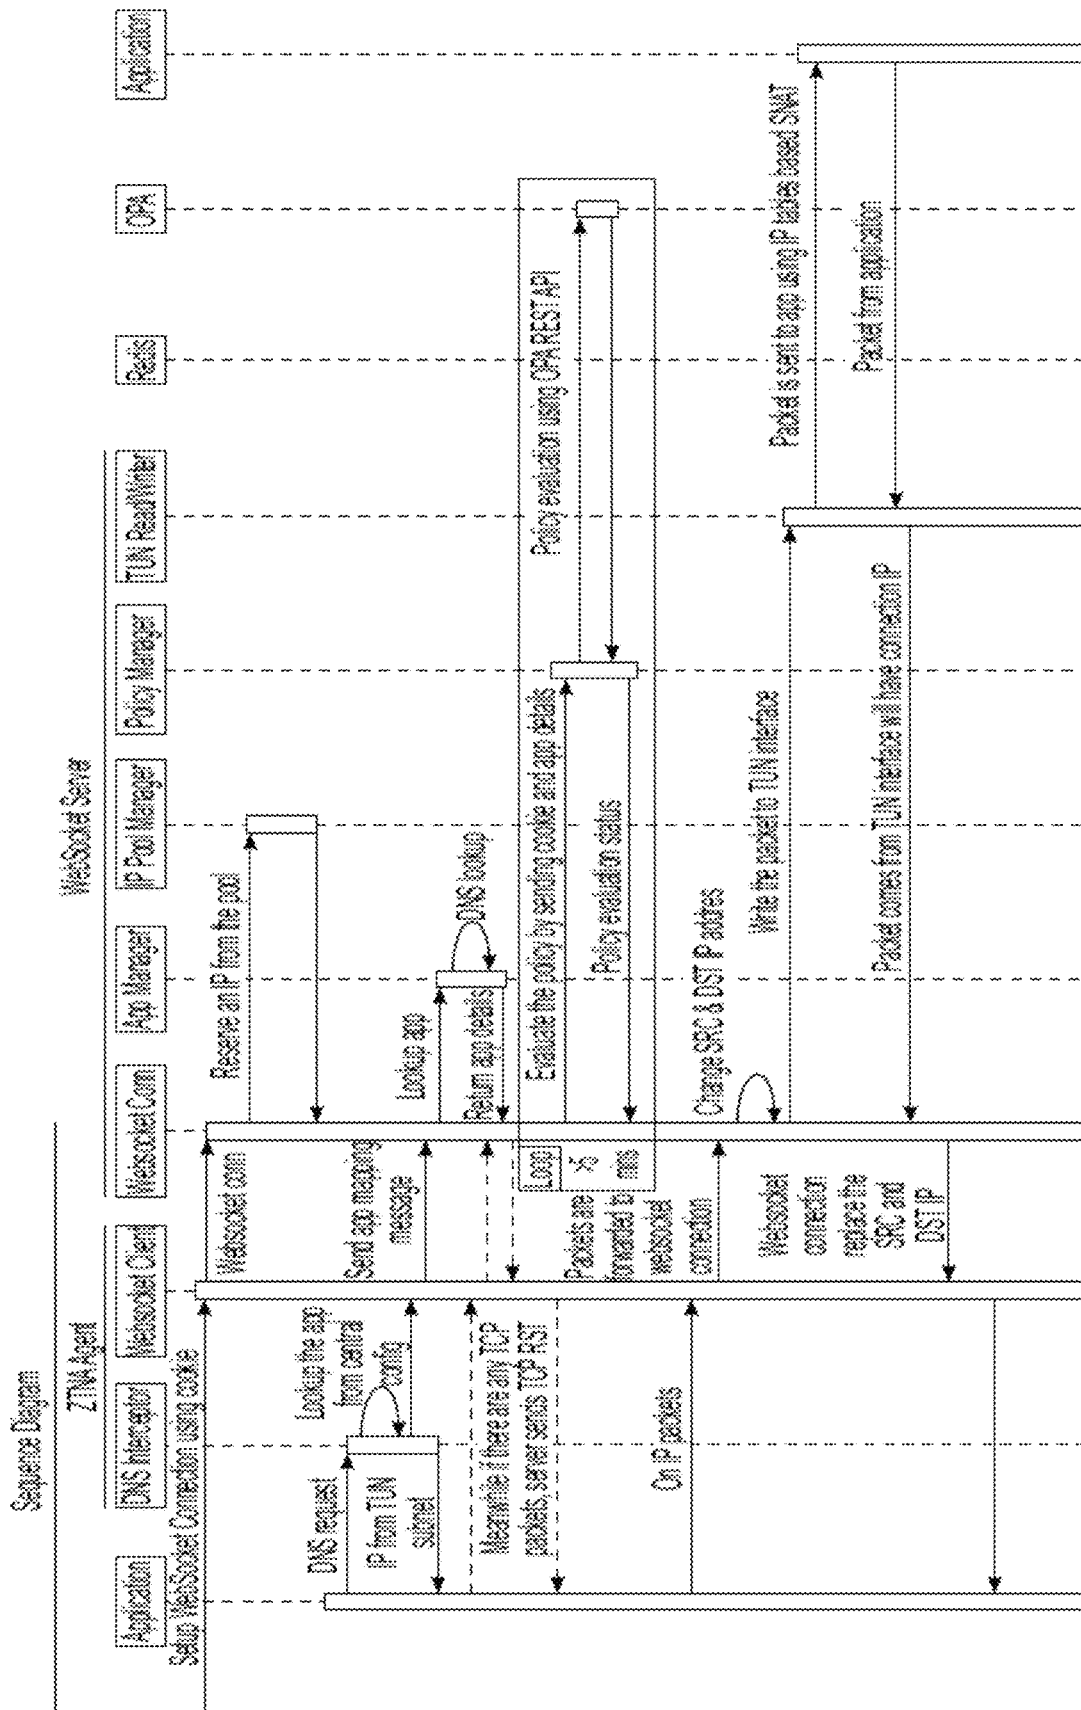 Sequence Diagram
ZTNA Agent
WebSocket Server
Application
DNS Interceptor
Websocket Client
Websocket Conn
App Manager
IP Pool Manager
Policy Manager
TUN Read/Writer
Redis
OPA
Application
Setup WebSocket Connection using cookie
Websocket conn
Reserve an IP from the pool
DNS request
Lookup the app
from central
config
IP from TUN
subnet
Send app mapping
message
Lookup app
DNS lookup
Return app details
Meanwhile if there are any TCP
packets, server sends TCP RST
Loop
mins
Evaluate the policy by sending cookie and app details
Policy evaluation using OPA REST API
Policy evaluation status
On IP packets
Packets are
forwarded to
websocket
connection
Change SRC & DST IP addres
Write the packet to TUN interface
Packet is sent to app using IP tables based SNAT
Packet from application
Packet comes from TUN interface will have connection IP
Websocket
connection
replace the
SRC and
DST IP